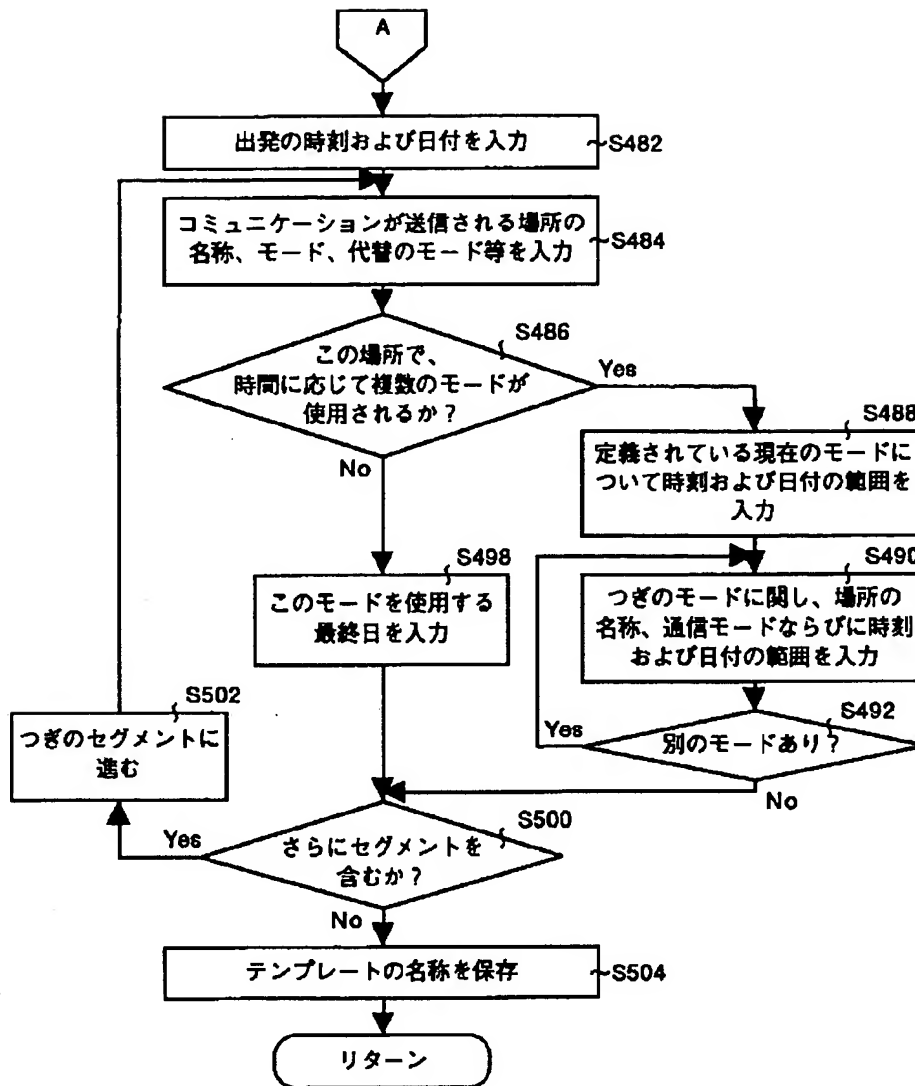 A
出発の時刻および日付を入力
~S482
コミュニケーションが送信される場所の
名称、モード、代替のモード等を入力
~S484
S486
この場所で、
時間に応じて複数のモードが
使用されるか？
Yes
No
S488
定義されている現在のモードに
ついて時刻および日付の範囲を
入力
S490
つぎのモードに関し、場所の
名称、通信モードならびに時刻
および日付の範囲を入力
S492
別のモードあり？
Yes
No
S498
このモードを使用する
最終日を入力
S502
つぎのセグメントに
進む
S500
さらにセグメントを
含むか？
Yes
No
テンプレートの名称を保存
~S504
リターン